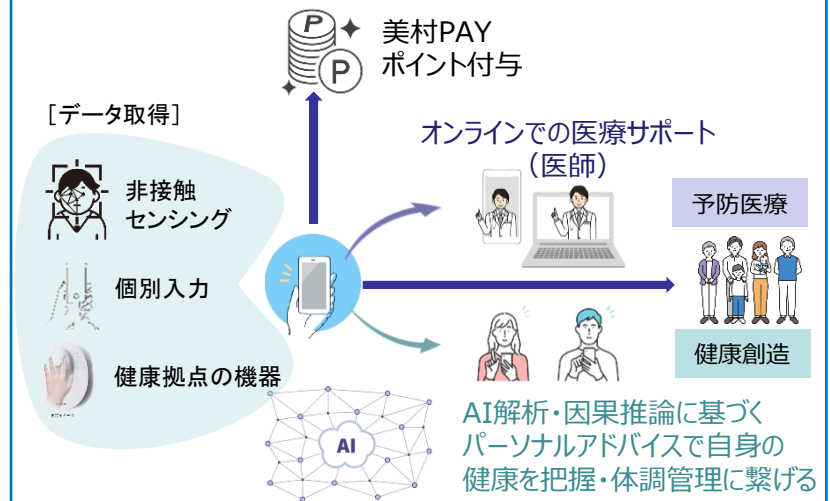 P
P
美村PAY
ポイント付与
[データ取得]
オンラインでの医療サポート
(医師)
非接触
センシング
予防医療
個別入力
健康拠点の機器
健康創造
AI
AI解析・因果推論に基づく
パーソナルアドバイスで自身の
健康を把握・体調管理に繋げる